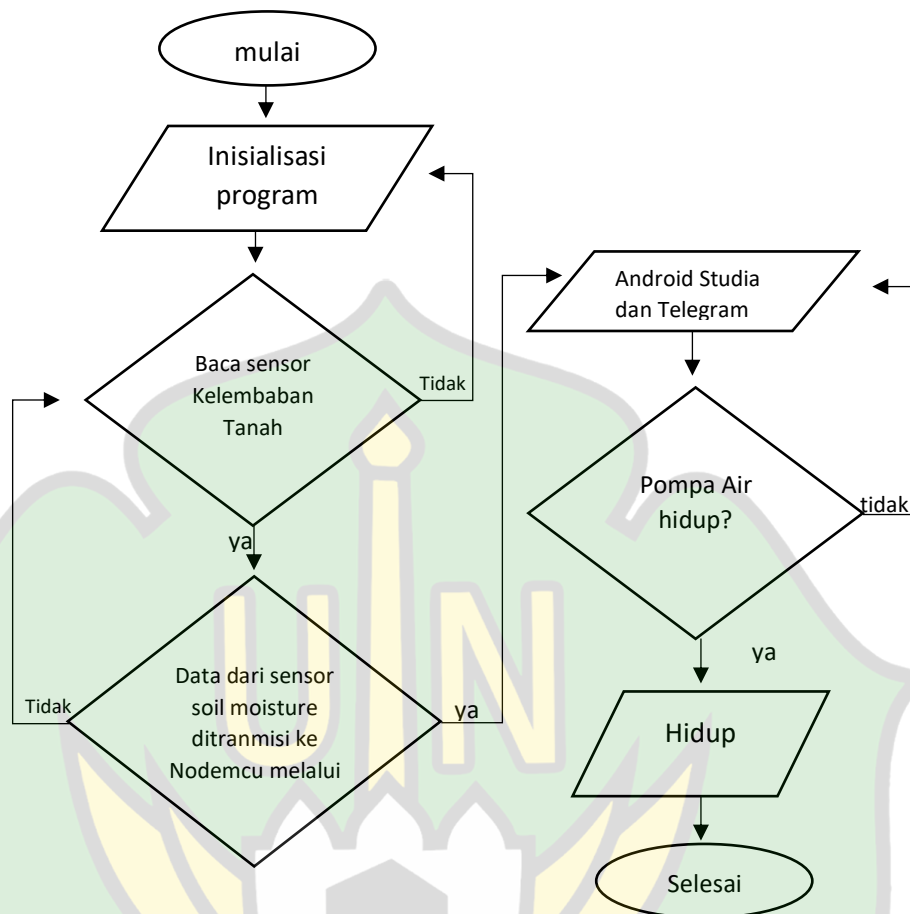 mulai
Inisialisasi
program
Baca sensor
Kelembaban
Tanah
Tidak
ya
Data dari sensor
soil moisture
ditranmisi ke
Nodemcu melalui
Tidak
ya
Android Studia
dan Telegram
Pompa Air
hidup?
tidak
ya
Hidup
Selesai
UIN